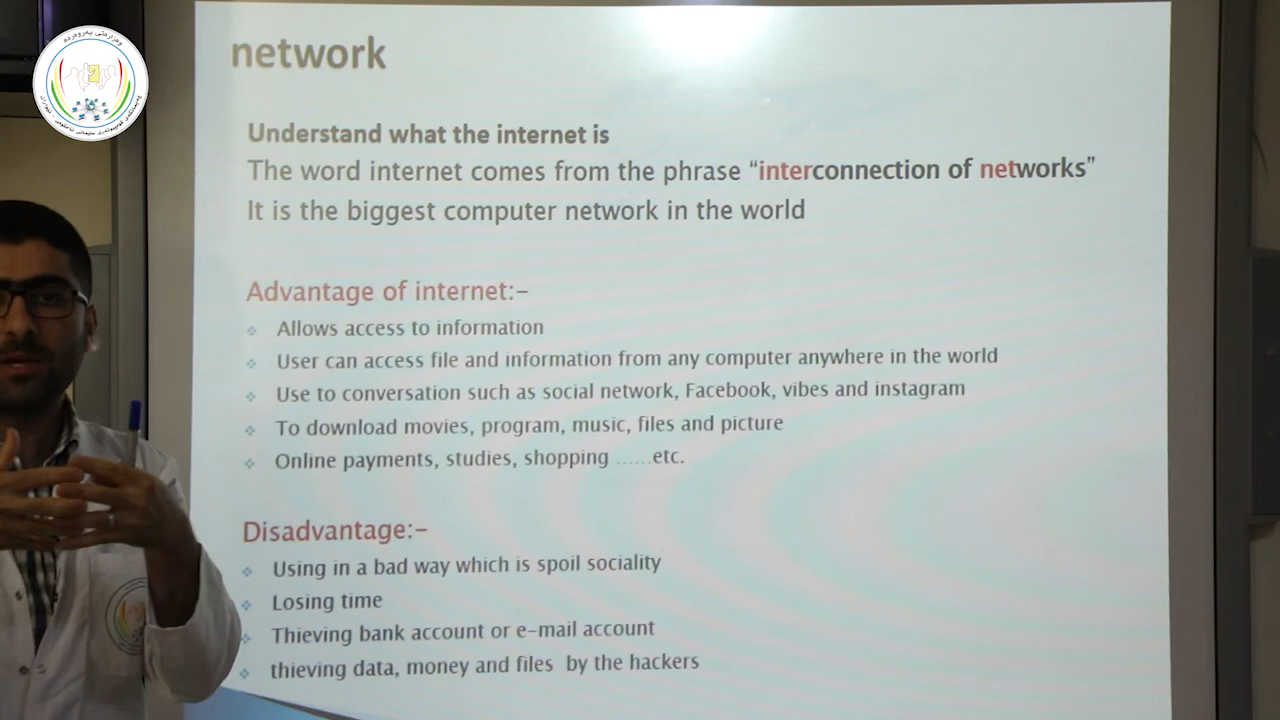 network
Understand what the internet is
The word internet comes from the phrase “interconnection of networks”
It is the biggest computer network in the world
Advantage of internet:-
Allows access to information
User can access file and information from any computer anywhere in the world
Use to conversation such as social network, Facebook, vibes and instagram
To download movies, program, music, files and picture
Online payments, studies, shopping ......etc.
Disadvantage:-
Using in a bad way which is spoil sociality
Losing time
Thieving bank account or e-mail account
thieving data, money and files by the hackers